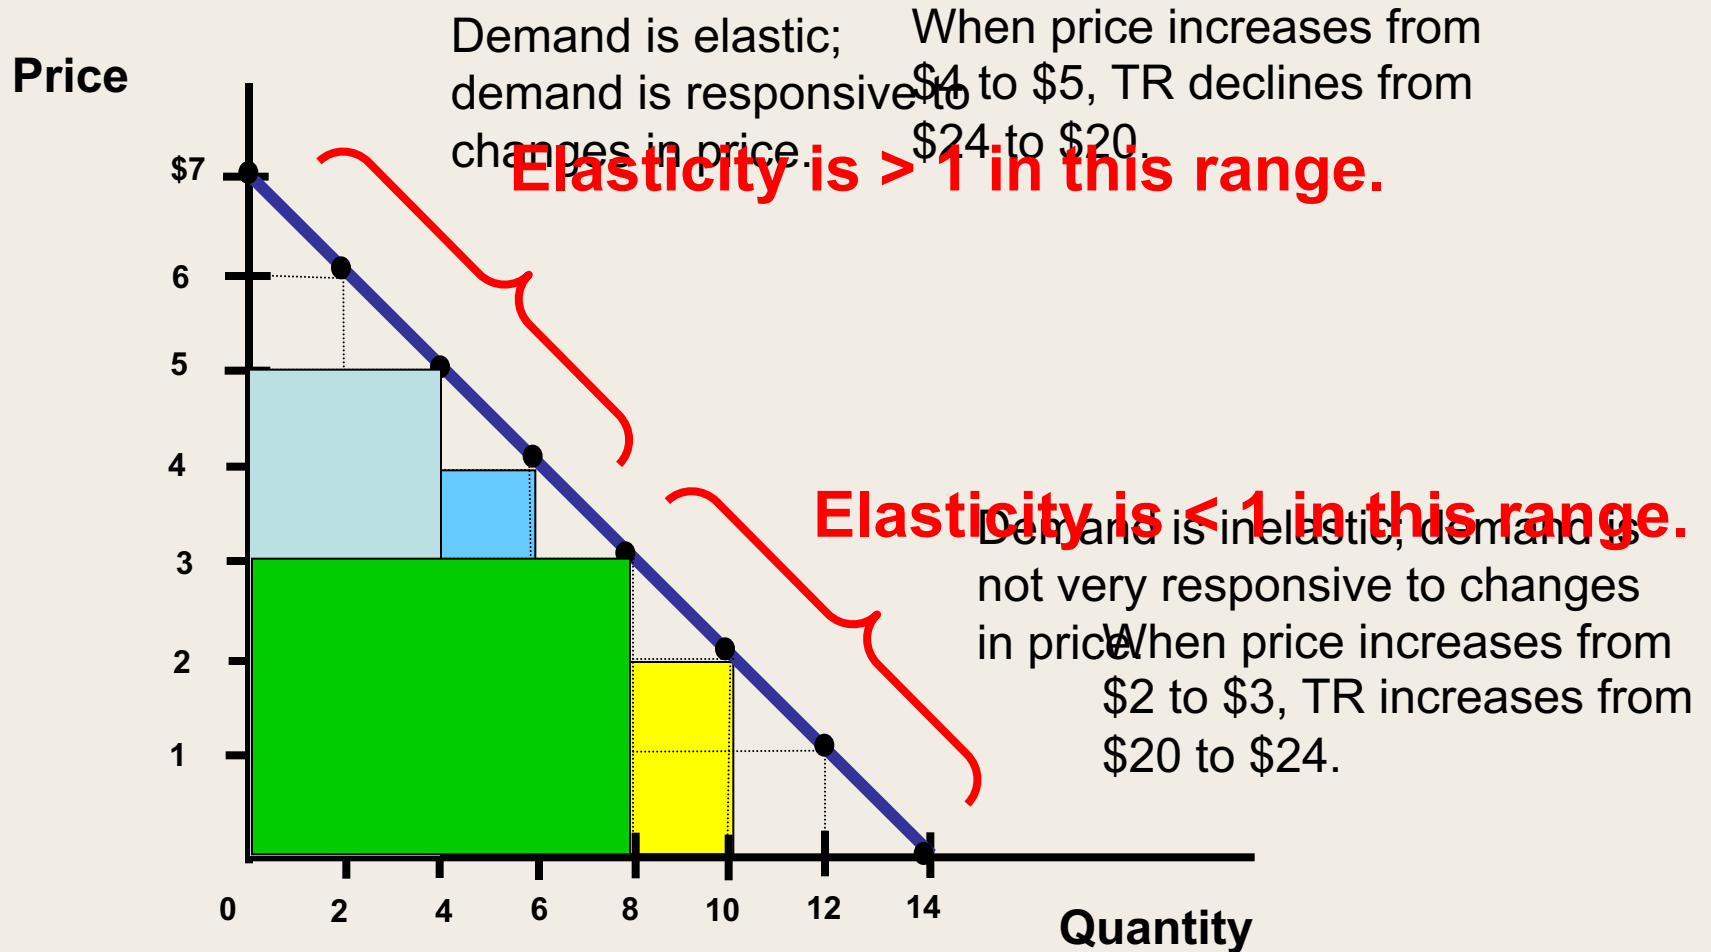 Price
Demand is elastic;
demand is responsive to
changes in price.
When price increases from
$4 to $5, TR declines from
$24 to $20.
Elasticity is > 1 in this range.
$7
6
5
4
3
2
1
Elasticity is < 1 in this range.
Demand is inelastic; demand is
not very responsive to changes
in price.
When price increases from
$2 to $3, TR increases from
$20 to $24.
0 2 4 6 8 10 12 14
Quantity